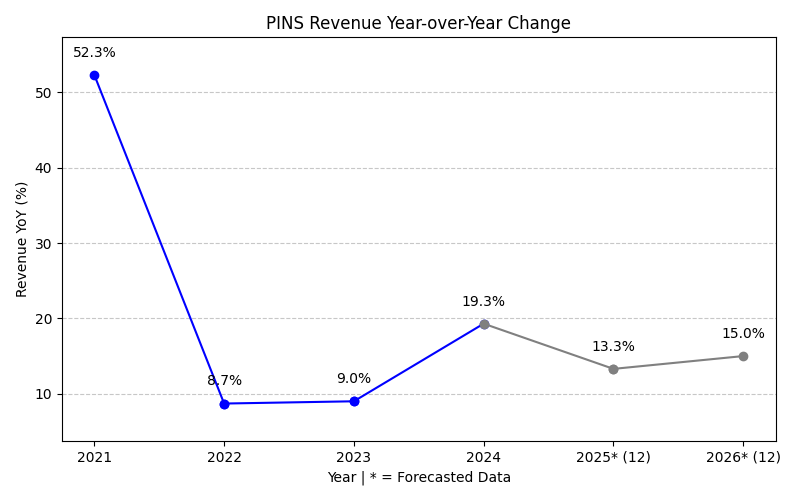 PINS Revenue Year-over-Year Change
52.3%
8.7%
9.0%
19.3%
13.3%
15.0%
Revenue YoY (%)
50
40
30
20
10
2021 2022 2023 2024 2025* (12) 2026* (12)
Year | * = Forecasted Data